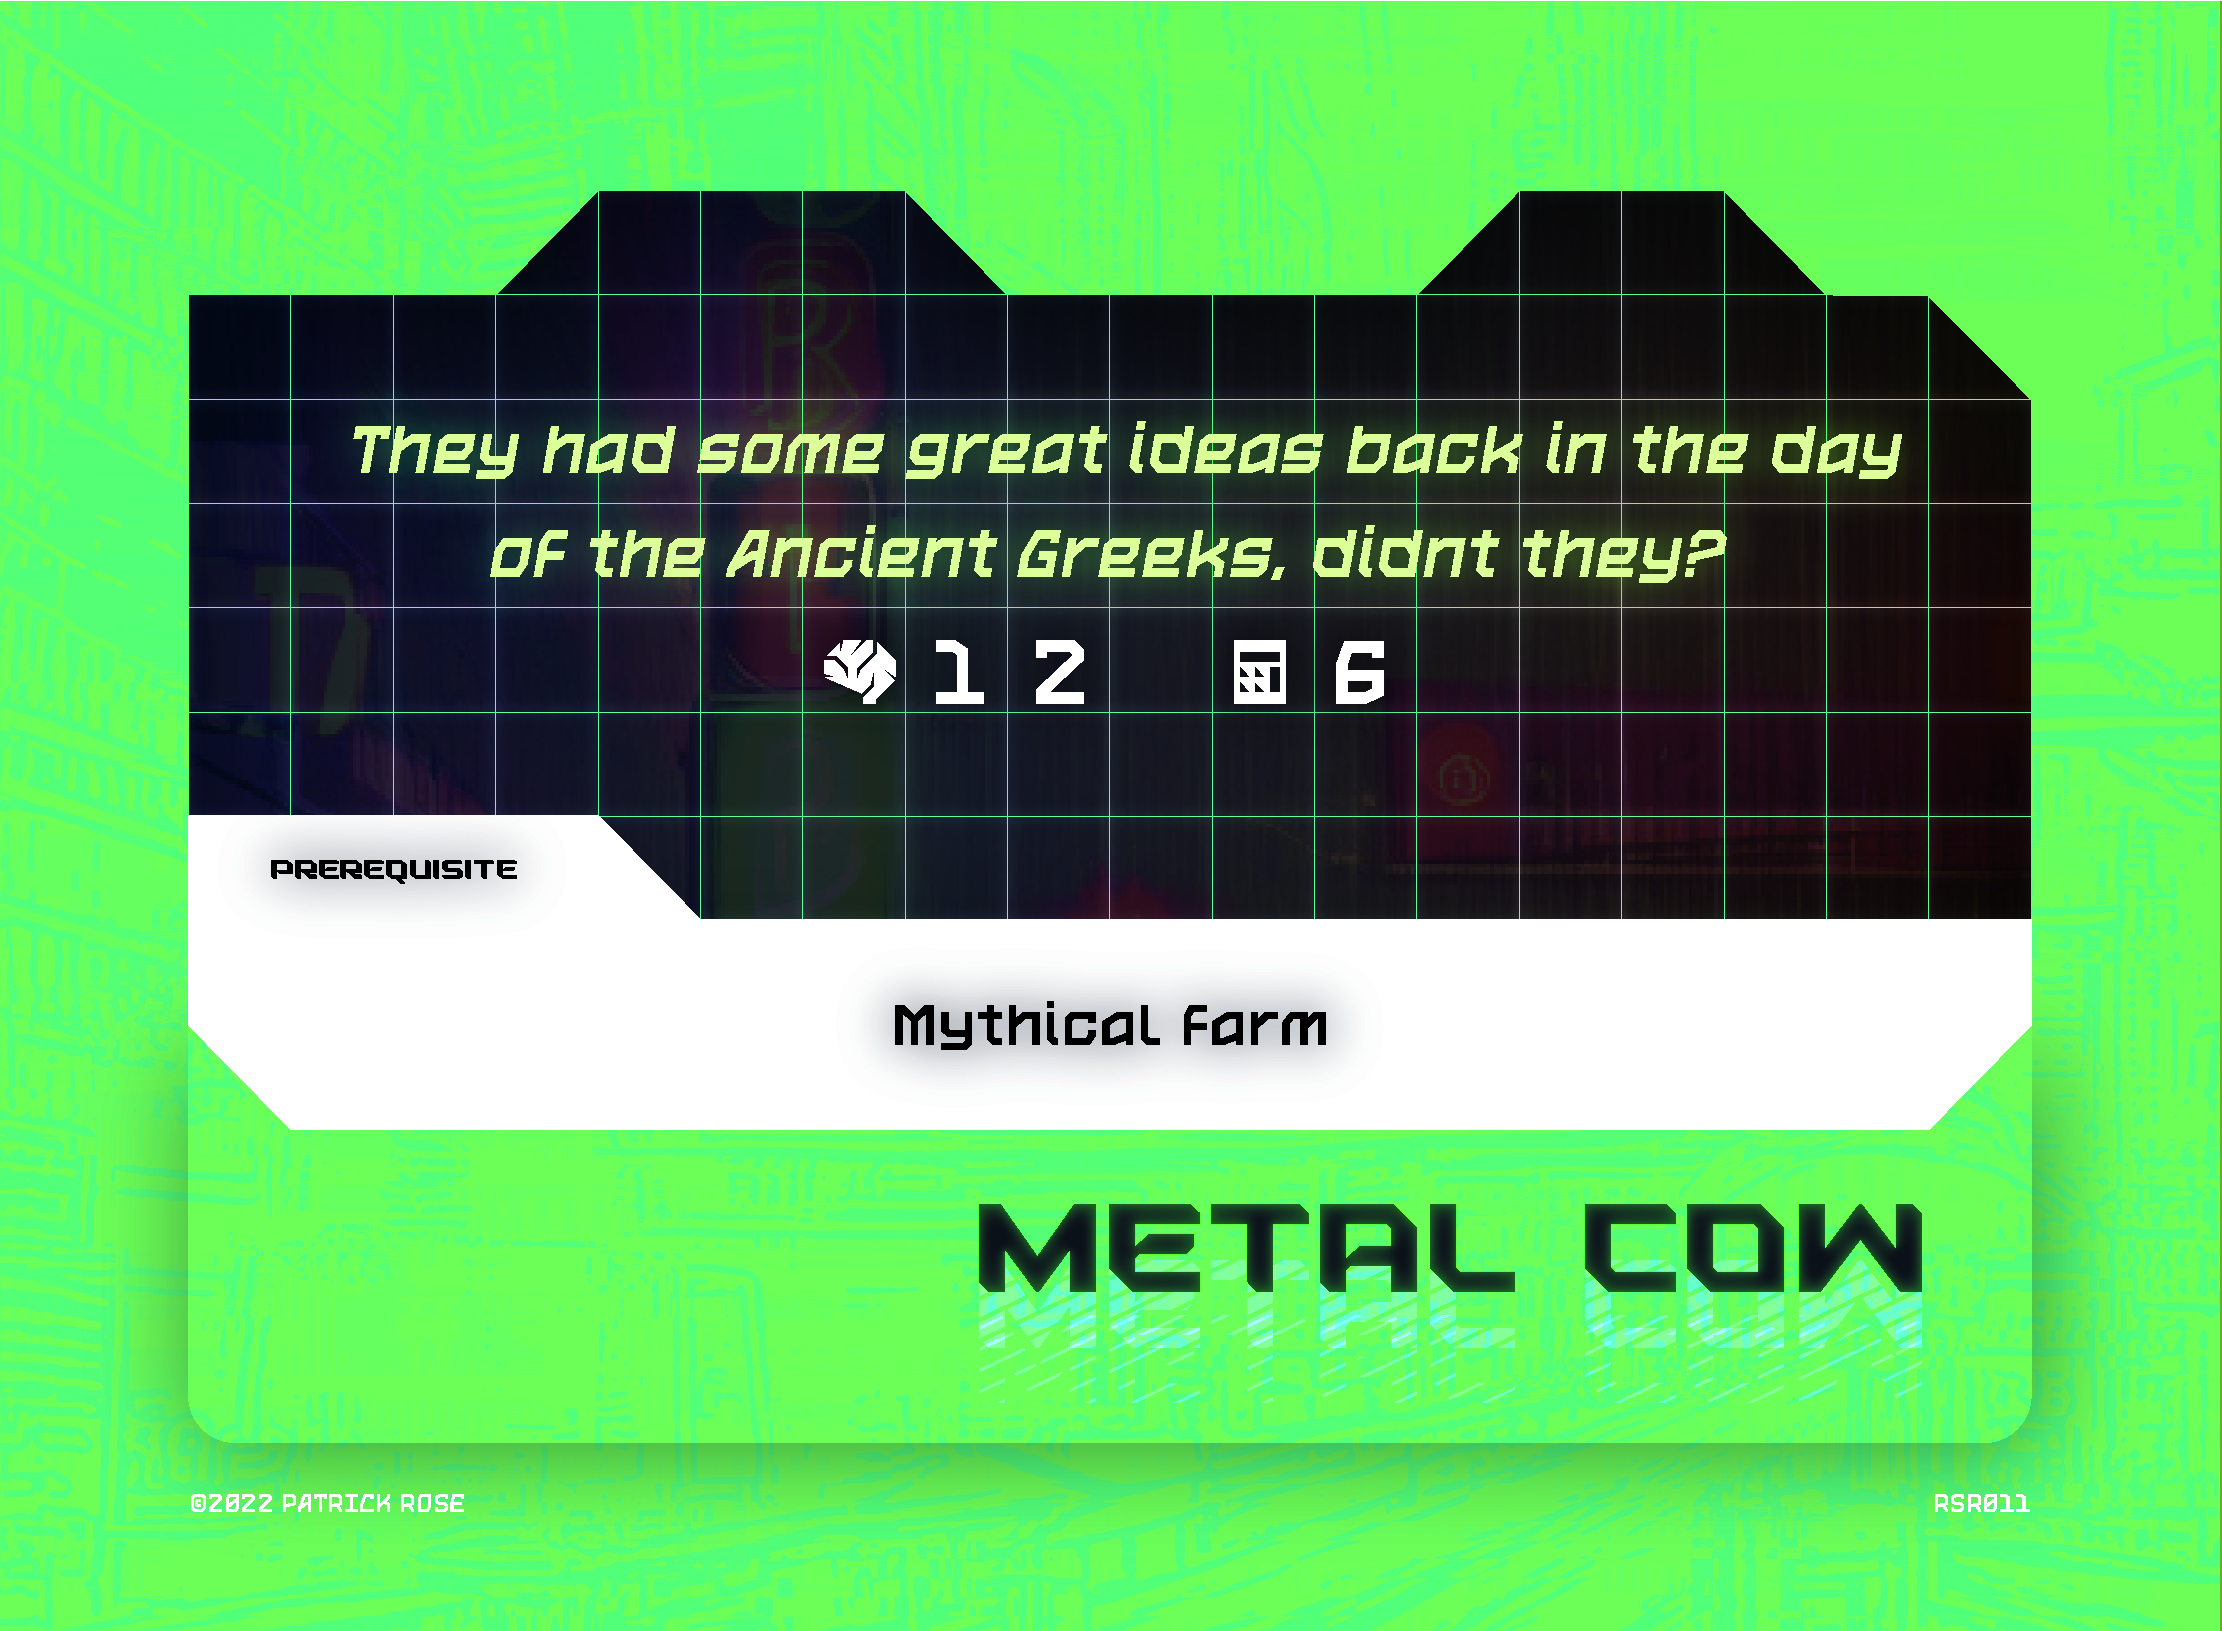 They had some great ideas back in the day
of the Ancient Greeks, didnt they?
1 2 6
PREREQUISITE
Mythical Farm
METAL COW
©2022 PATRICK ROSE
RSR011